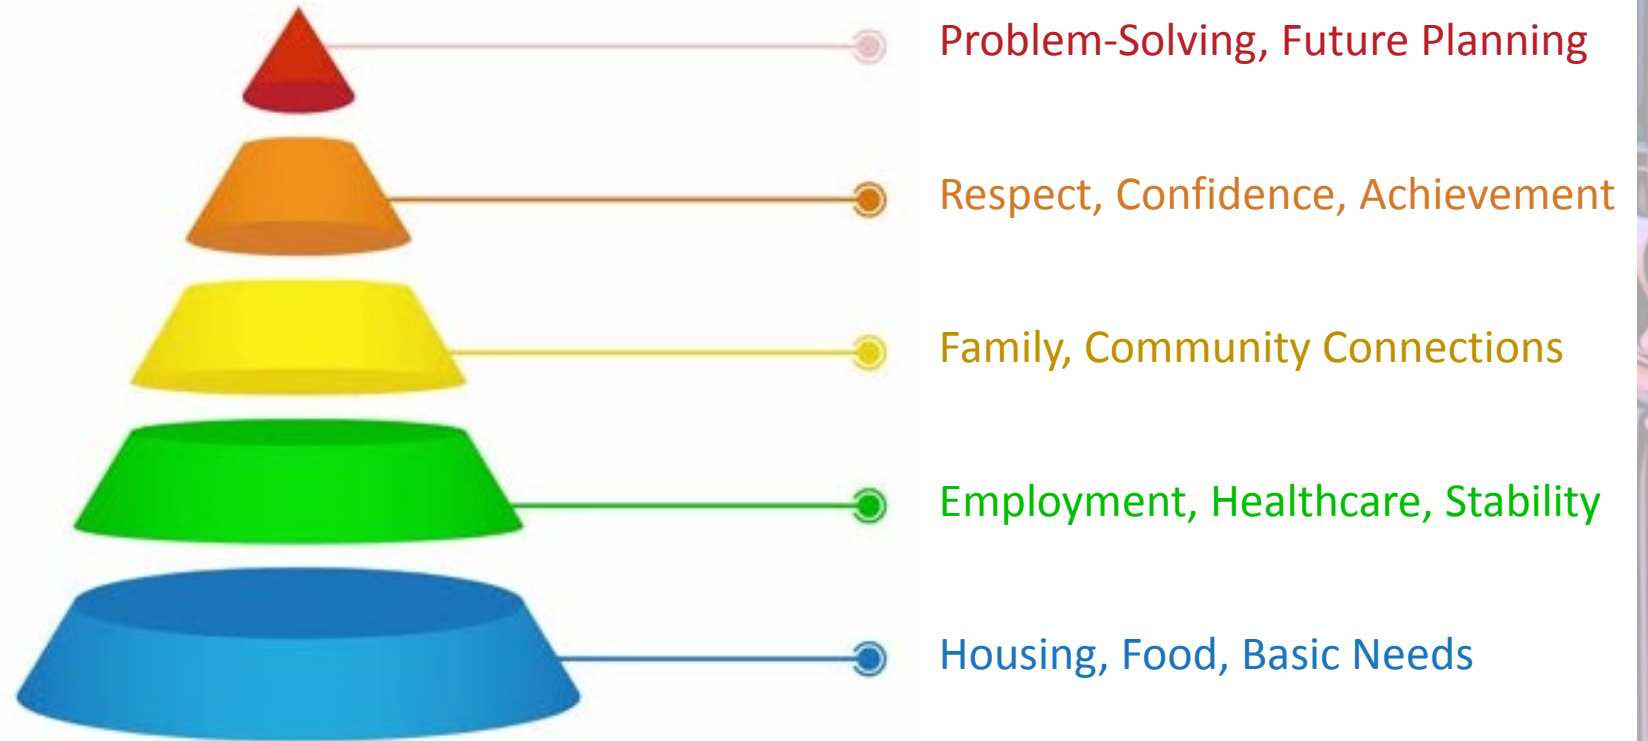 Problem-Solving, Future Planning
Respect, Confidence, Achievement
Family, Community Connections
Employment, Healthcare, Stability
Housing, Food, Basic Needs